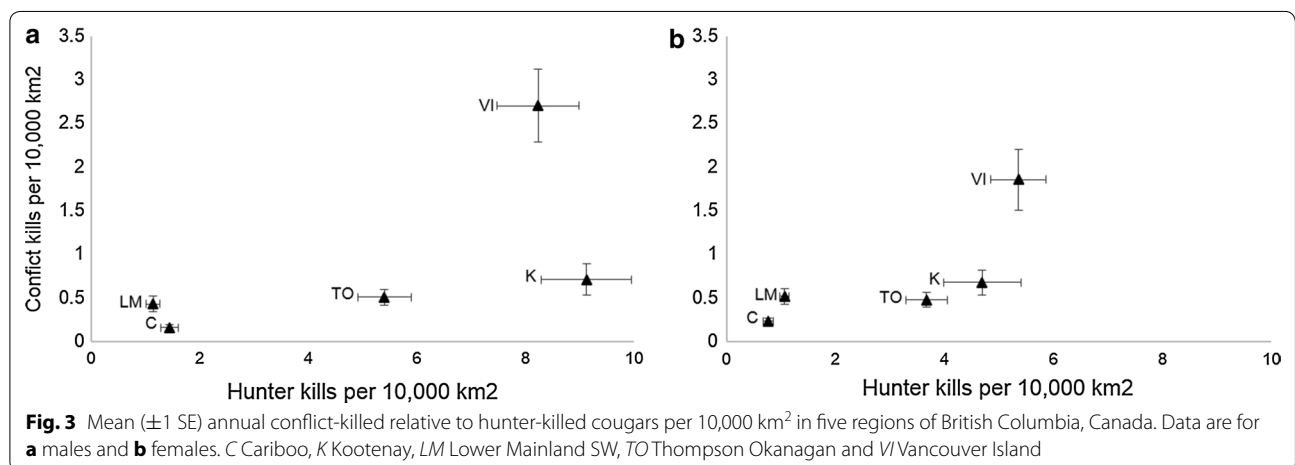 a
3.5
3
2.5
2
1.5
1
0.5
0
Confict kills per 10,000 km2
VI
K
TO
LM
C
0 2 4 6 8 10
Hunter kills per 10,000 km2
b
3.5
3
2.5
2
1.5
1
0.5
0
VI
K
TO
LM
C
0 2 4 6 8 10
Hunter kills per 10,000 km2
Fig. 3 Mean (±1 SE) annual conflict-killed relative to hunter-killed cougars per 10,000 km² in five regions of British Columbia, Canada. Data are for
a males and b females. C Cariboo, K Kootenay, LM Lower Mainland SW, TO Thompson Okanagan and VI Vancouver Island